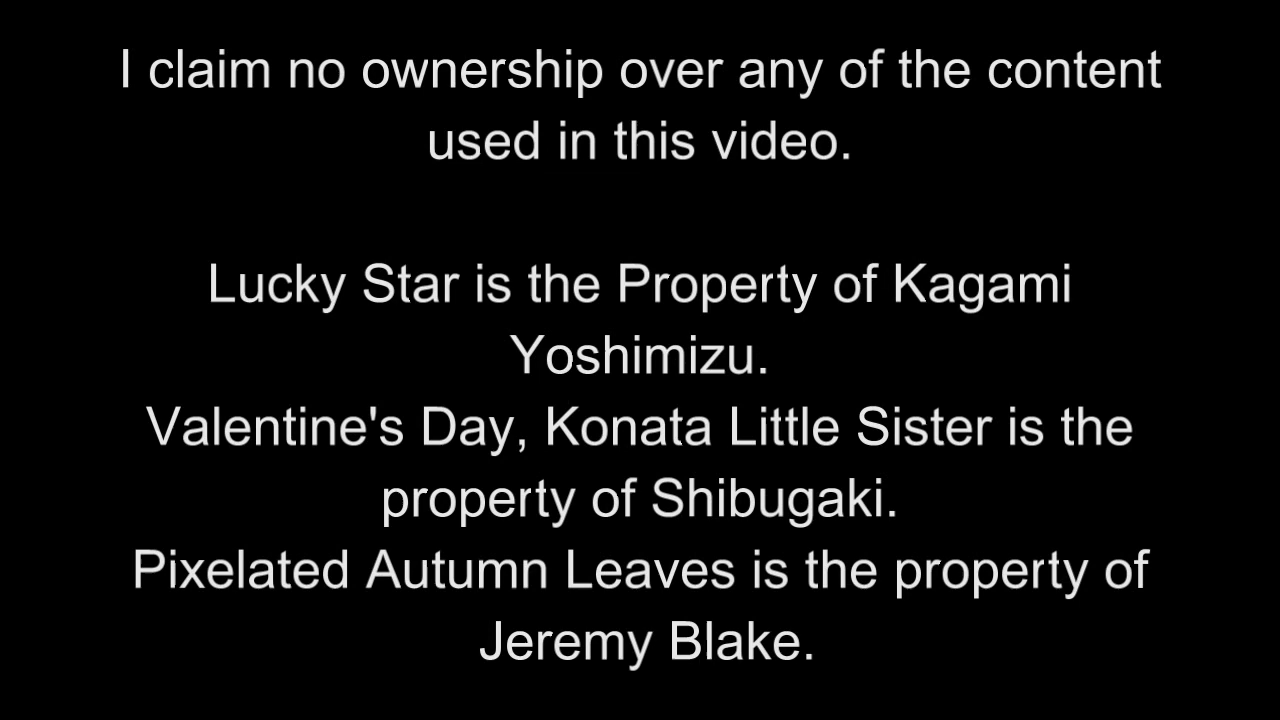 I claim no ownership over any of the content
used in this video.
Lucky Star is the Property of Kagami
Yoshimizu.
Valentine's Day, Konata Little Sister is the
property of Shibugaki.
Pixelated Autumn Leaves is the property of
Jeremy Blake.